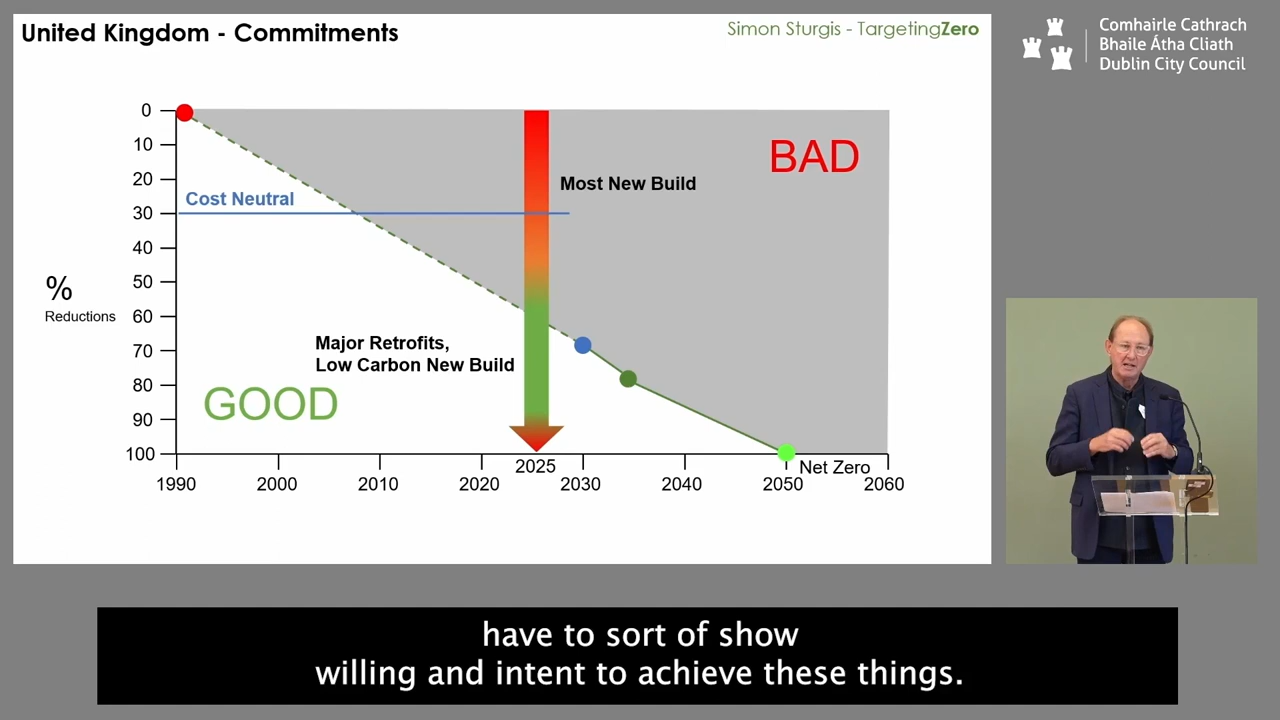 United Kingdom - Commitments
Simon Sturgis - TargetingZero
Comhairle Cathrach
Bhaile Átha Cliath
Dublin City Council
0
10
20
30
40
50
60
70
80
90
100
%
Reductions
Cost Neutral
Most New Build
BAD
Major Retrofits,
Low Carbon New Build
GOOD
2025
Net Zero
1990
2000
2010
2020
2030
2040
2050
2060
have to sort of show
willing and intent to achieve these things.